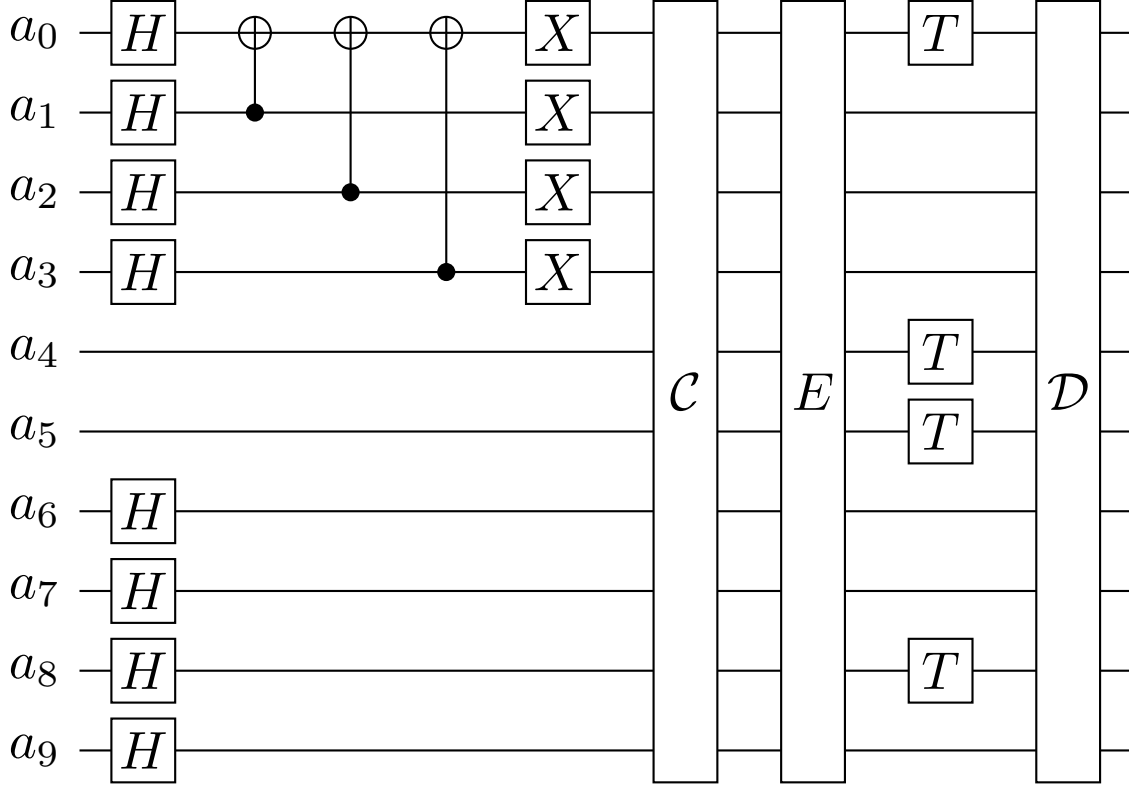 a₀ H X T
a₁ H X
a₂ H X
a₃ H X
a₄ T
𝒞 E 𝒟
a₅ T
a₆ H
a₇ H
a₈ H T
a₉ H